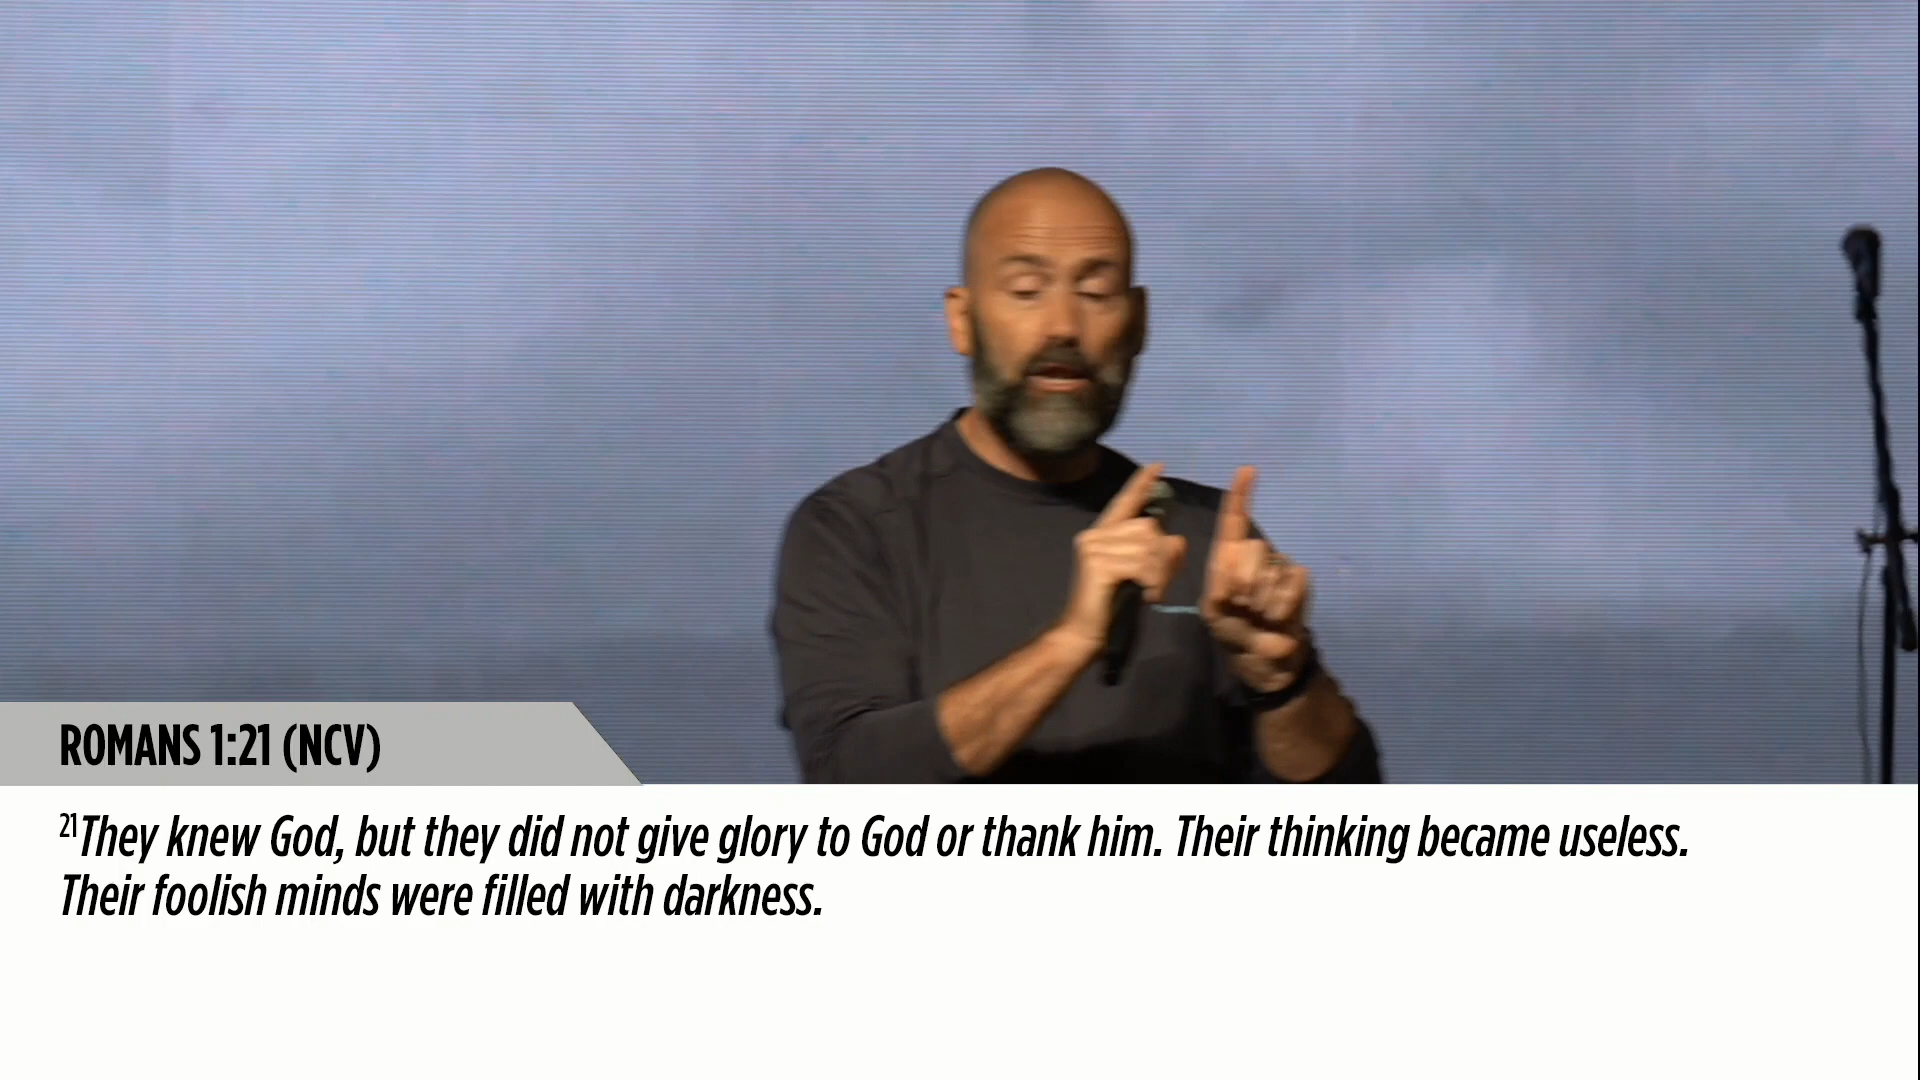 ROMANS 1:21 (NCV)
21They knew God, but they did not give glory to God or thank him. Their thinking became useless.
Their foolish minds were filled with darkness.